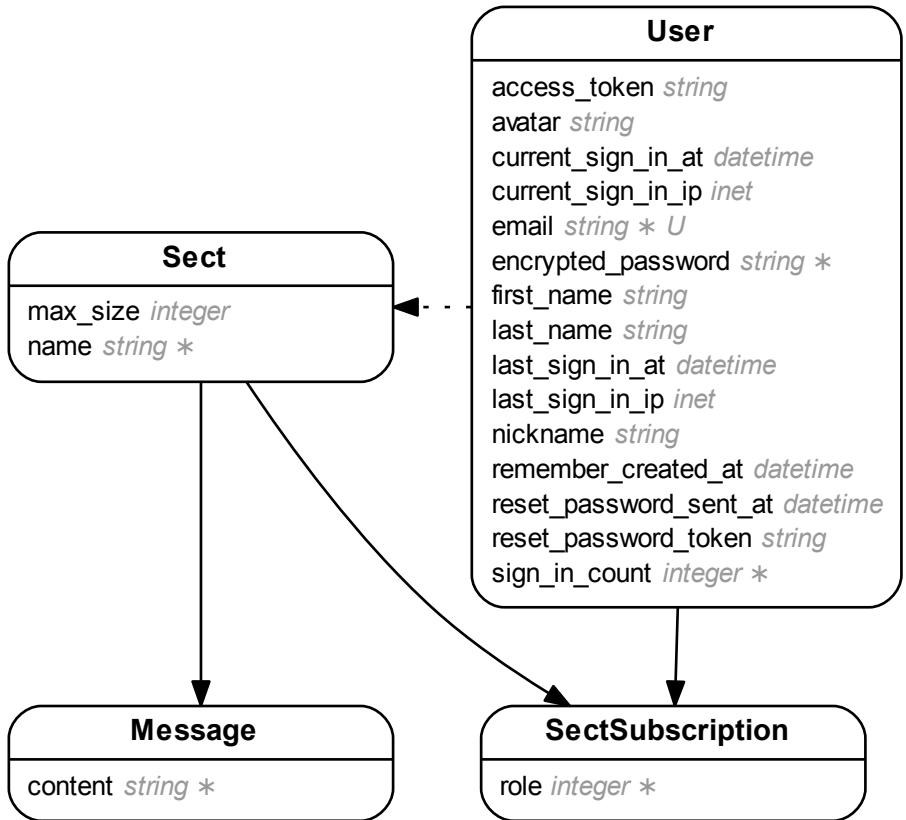 User
access_token string
avatar string
current_sign_in_at datetime
current_sign_in_ip inet
email string ∗ U
encrypted_password string ∗
first_name string
last_name string
last_sign_in_at datetime
last_sign_in_ip inet
nickname string
remember_created_at datetime
reset_password_sent_at datetime
reset_password_token string
sign_in_count integer ∗
Sect
max_size integer
name string ∗
Message
content string ∗
SectSubscription
role integer ∗